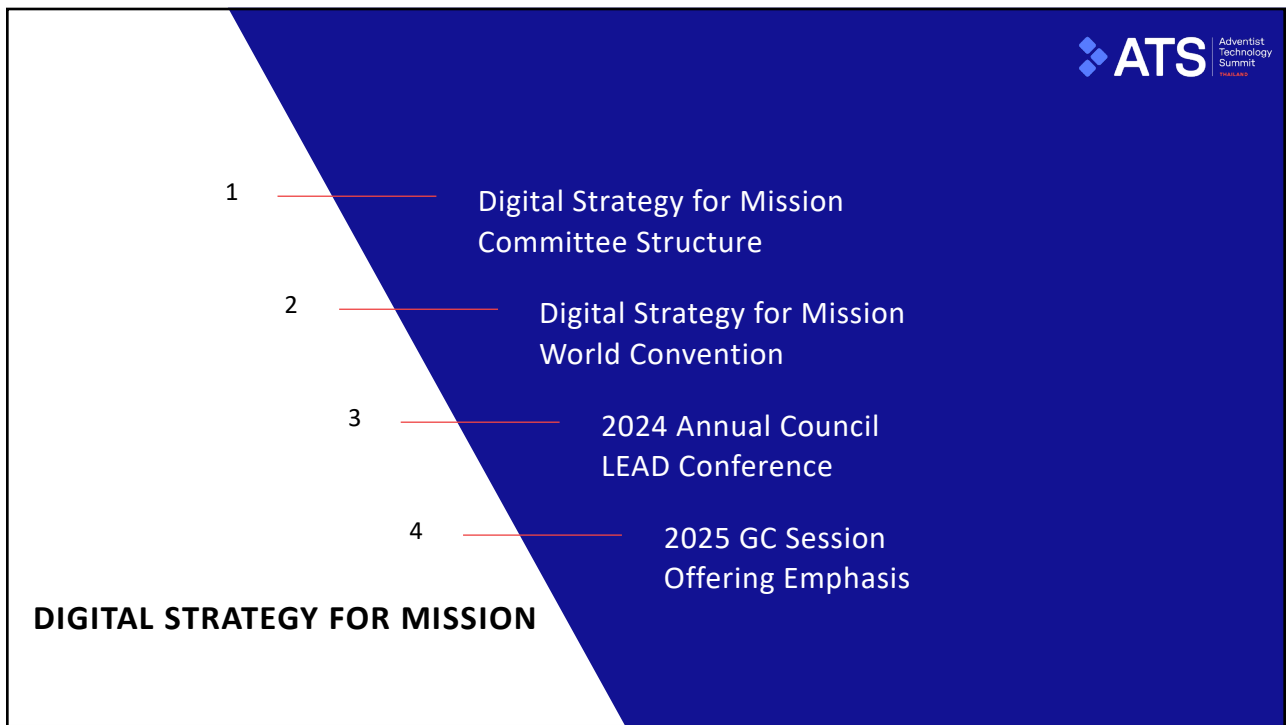 ATS
Adventist
Technology
Summit
THAILAND
1
Digital Strategy for Mission
Committee Structure
2
Digital Strategy for Mission
World Convention
3
2024 Annual Council
LEAD Conference
4
2025 GC Session
Offering Emphasis
DIGITAL STRATEGY FOR MISSION